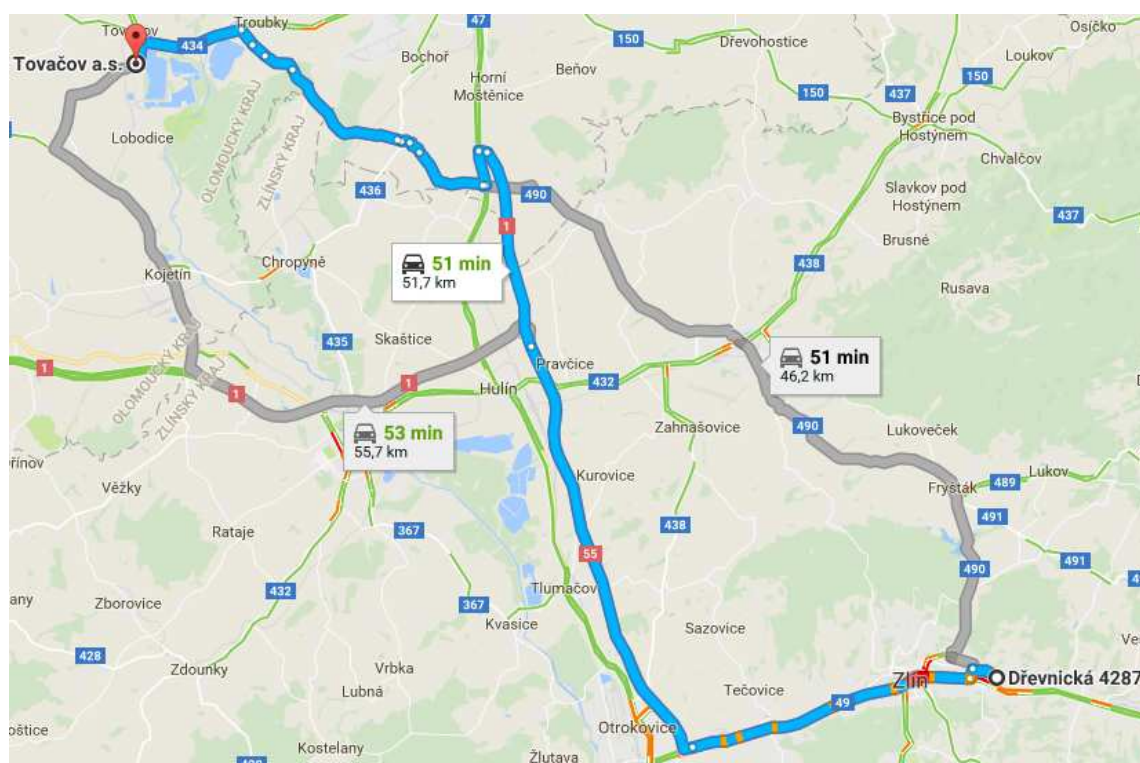 Tovačov
Troubky
47
150
Dřevohostice
Osíčko
434
Tovačov a.s.
Bochoř
Beňov
Loukov
150
Horní
Moštěnice
150
437
Bystřice pod
Hostýnem
Lobodice
OLOMOUCKÝ KRAJ
ZLÍNSKÝ KRAJ
Chvalčov
436
490
Slavkov pod
Hostýnem
437
1
Brusné
51 min
51,7 km
438
Chropyně
Kojetín
Rusava
435
Skaštice
51 min
46,2 km
OLOMOUCKÝ KRAJ
ZLÍNSKÝ KRAJ
Pravčice
1
1
1
Hulín
432
53 min
55,7 km
Zahnašovice
490
Lukoveček
Věžky
Kurovice
Fryšták
489
Lukov
Rataje
367
438
491
55
491
490
Tlumačov
432
Zborovice
367
Kvasice
Sazovice
428
Zdounky
Vrbka
Zlín
Dřevnická 4287
Lubná
Těčovice
49
Otrokovice
Kostelany
Žlutava